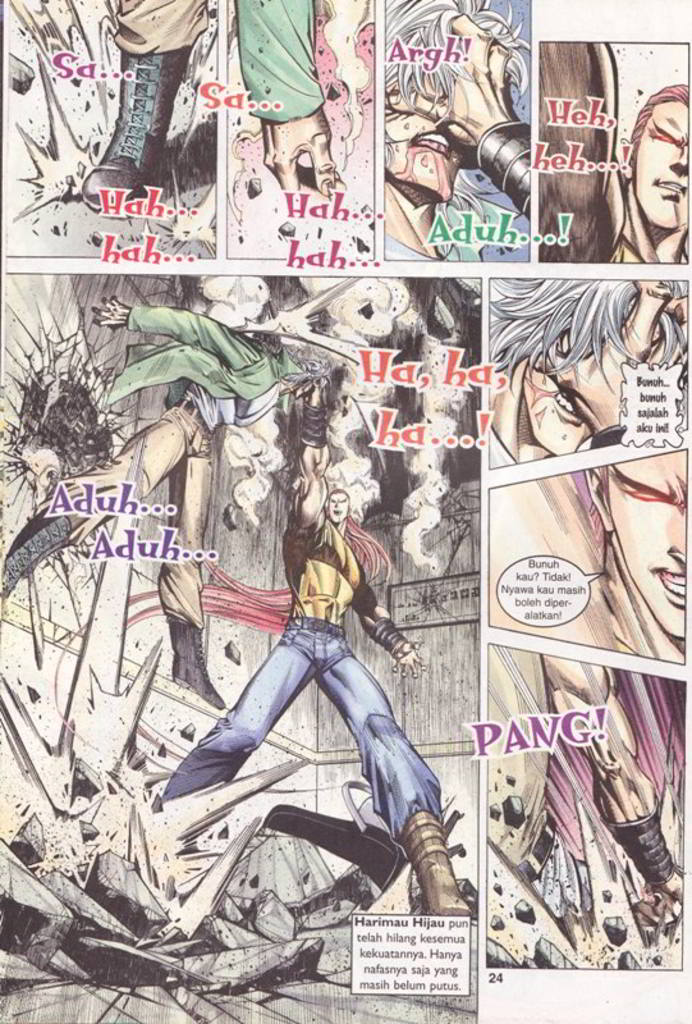 Sa...
Hah...
hah...
Sa...
Hah...
hah...
Argh!
Aduh...!
Heh,
heh...!
Ha, ha,
ha...!
Aduh...
Aduh...
Harimau Hijau pun
telah hilang kesemua
kekuatannya. Hanya
nafasnya saja yang
masih belum putus.
Bunuh...
bunuh
sajalah
aku ini!!
Bunuh
kau? Tidak!
Nyawa kau masih
boleh diper-
alatkan!
PANG!
24